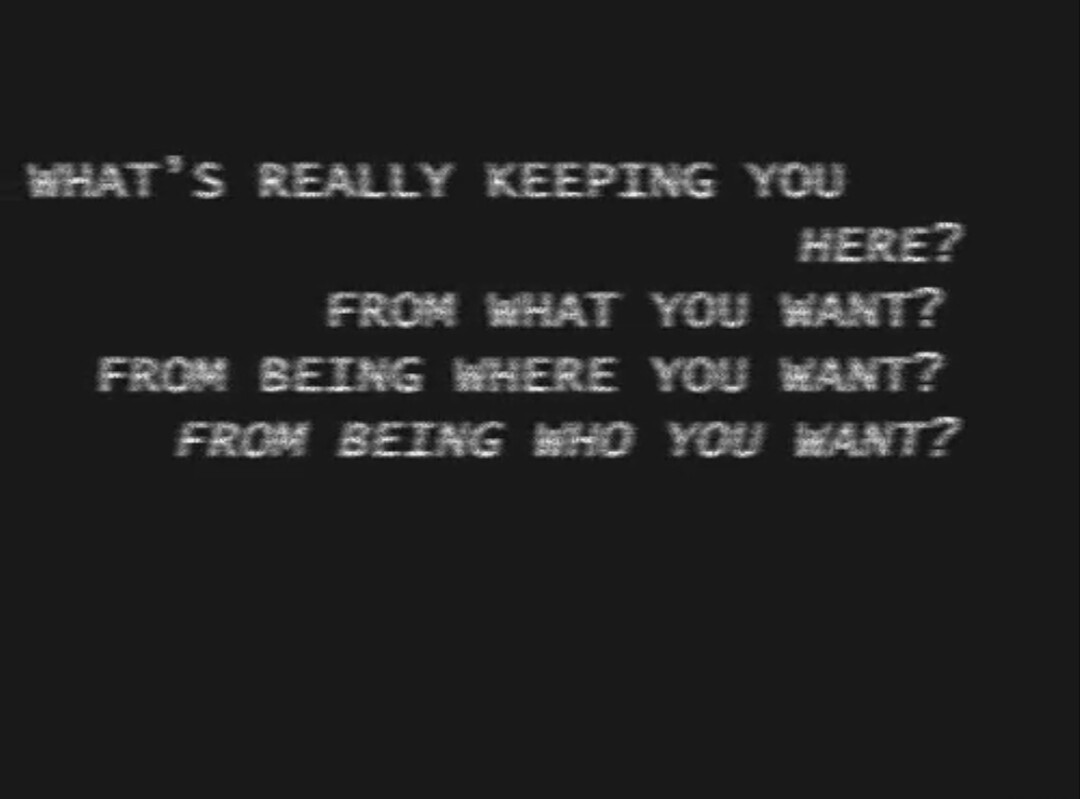 WHAT'S REALLY KEEPING YOU
HERE?
FROM WHAT YOU WANT?
FROM BEING WHERE YOU WANT?
FROM BEING WHO YOU WANT?